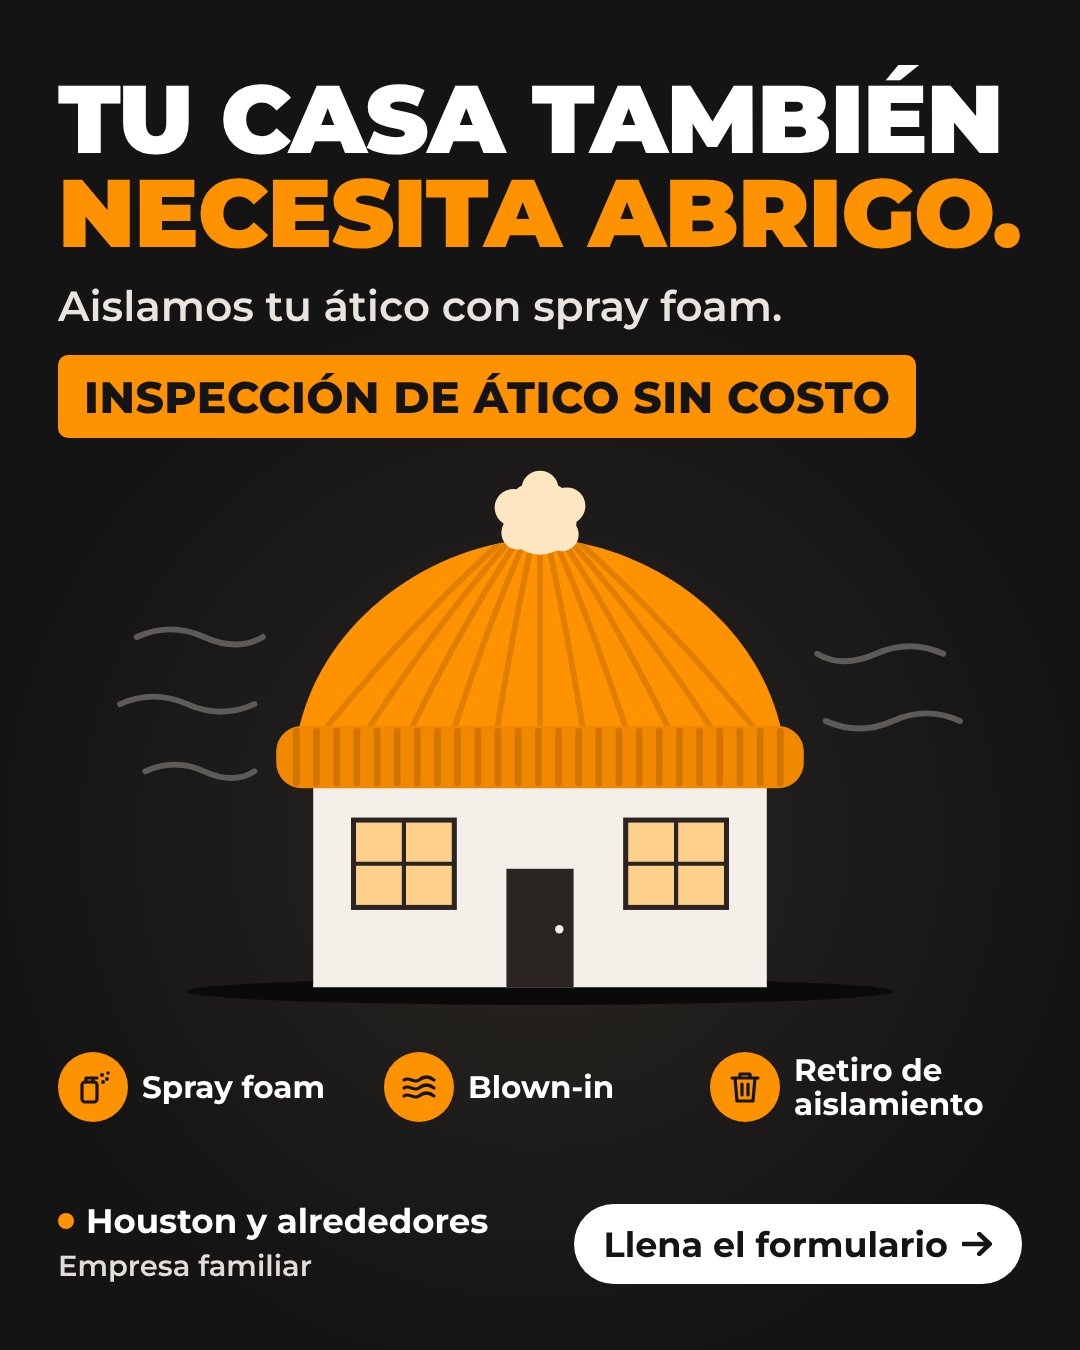 TU CASA TAMBIÉN
NECESITA ABRIGO.
Aislamos tu ático con spray foam.
INSPECCIÓN DE ÁTICO SIN COSTO
Spray foam
Blown-in
Retiro de
aislamiento
Houston y alrededores
Empresa familiar
Llena el formulario →